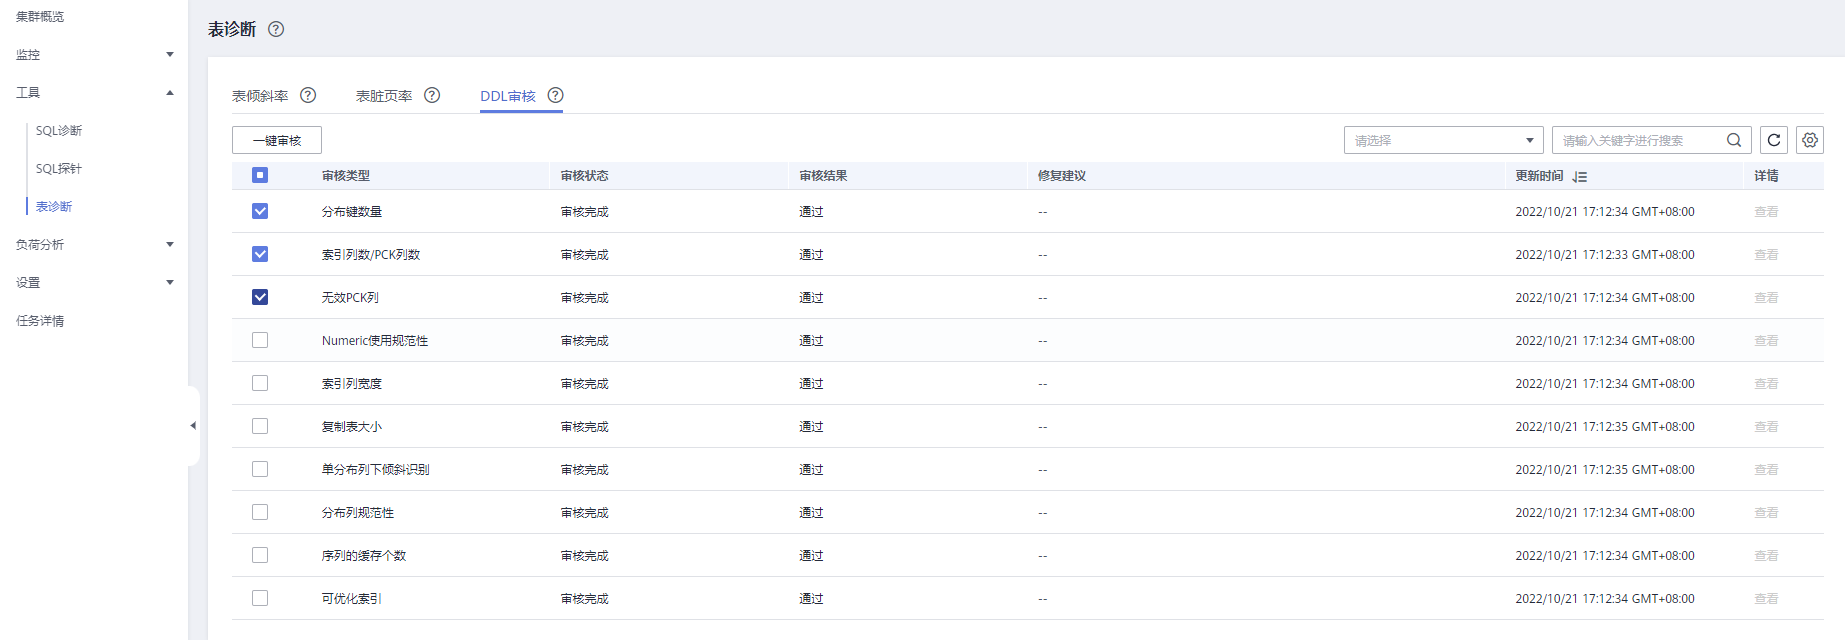 集群概览
监控
工具
SQL诊断
SQL探针
表诊断
负荷分析
设置
任务详情
表诊断 ?
表倾斜率 ? 表脏页率 ? DDL审核 ?
一键审核 请选择 请输入关键字进行搜索
审核类型 审核状态 审核结果 修复建议 更新时间 详情
分布键数量 审核完成 通过 -- 2022/10/21 17:12:34 GMT+08:00 查看
索引列数/PCK列数 审核完成 通过 -- 2022/10/21 17:12:33 GMT+08:00 查看
无效PCK列 审核完成 通过 -- 2022/10/21 17:12:34 GMT+08:00 查看
Numeric使用规范性 审核完成 通过 -- 2022/10/21 17:12:34 GMT+08:00 查看
索引列宽度 审核完成 通过 -- 2022/10/21 17:12:34 GMT+08:00 查看
复制表大小 审核完成 通过 -- 2022/10/21 17:12:35 GMT+08:00 查看
单分布列下倾斜识别 审核完成 通过 -- 2022/10/21 17:12:35 GMT+08:00 查看
分布列规范性 审核完成 通过 -- 2022/10/21 17:12:34 GMT+08:00 查看
序列的缓存个数 审核完成 通过 -- 2022/10/21 17:12:34 GMT+08:00 查看
可优化索引 审核完成 通过 -- 2022/10/21 17:12:34 GMT+08:00 查看